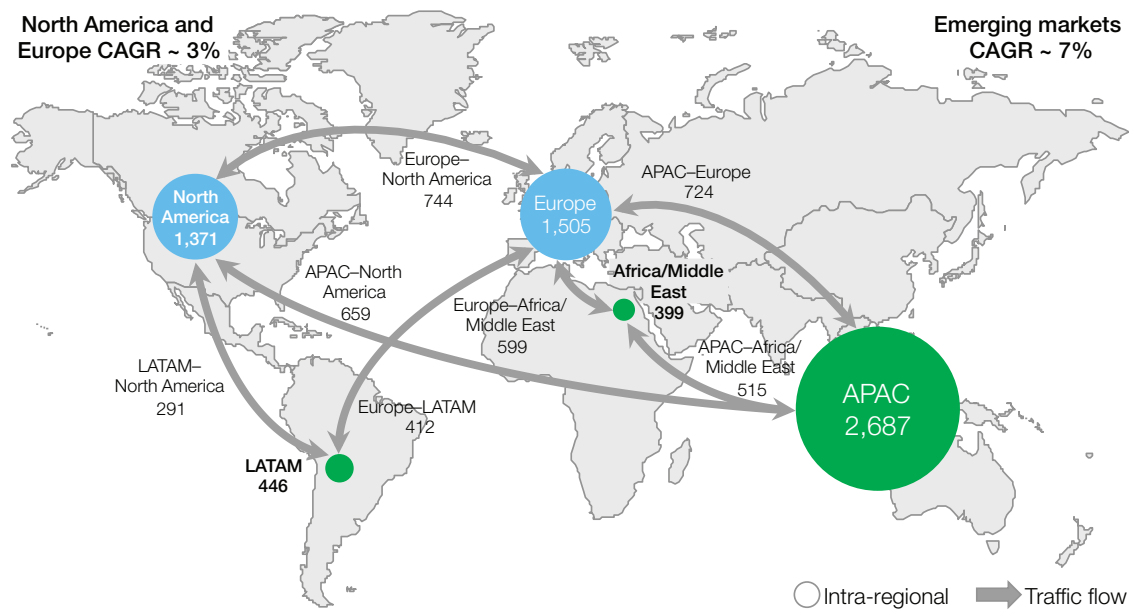 North America and
Europe CAGR ~ 3%
Emerging markets
CAGR ~ 7%
Europe–
North America
744
APAC–Europe
724
North
America
1,371
Europe
1,505
APAC–North
America
659
Europe–Africa/
Middle East
599
Africa/Middle
East
399
APAC–Africa/
Middle East
515
LATAM–
North America
291
Europe–LATAM
412
APAC
2,687
LATAM
446
Intra-regional
Traffic flow